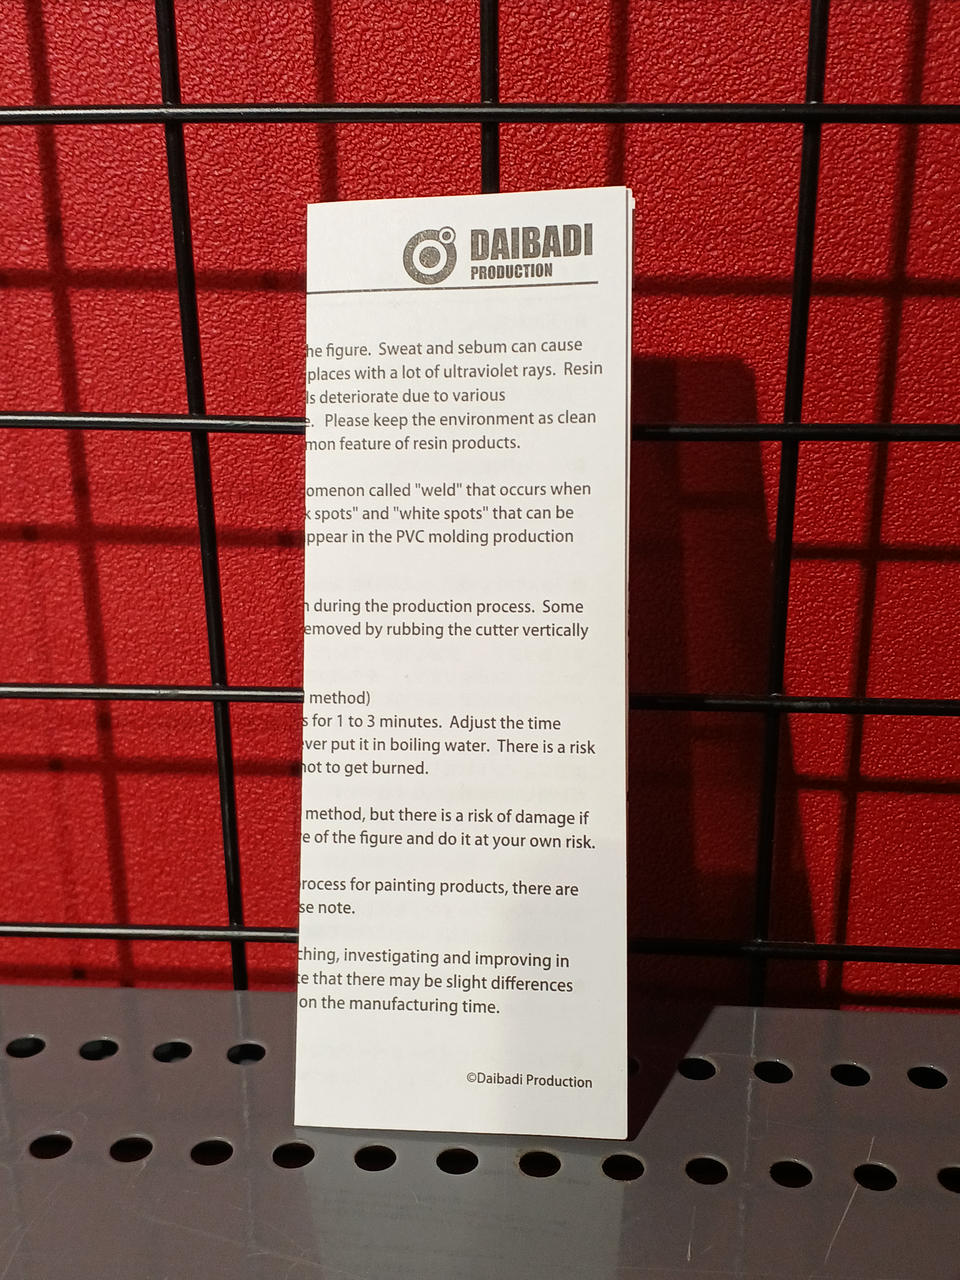 DAIBADI
PRODUCTION
he figure. Sweat and sebum can cause
places with a lot of ultraviolet rays. Resin
ls deteriorate due to various
e. Please keep the environment as clean
mon feature of resin products.
omenon called "weld" that occurs when
spots" and "white spots" that can be
ppear in the PVC molding production
during the production process. Some
emoved by rubbing the cutter vertically
method)
s for 1 to 3 minutes. Adjust the time
ver put it in boiling water. There is a risk
not to get burned.
method, but there is a risk of damage if
e of the figure and do it at your own risk.
rocess for painting products, there are
se note.
ching, investigating and improving in
te that there may be slight differences
on the manufacturing time.
©Daibadi Production